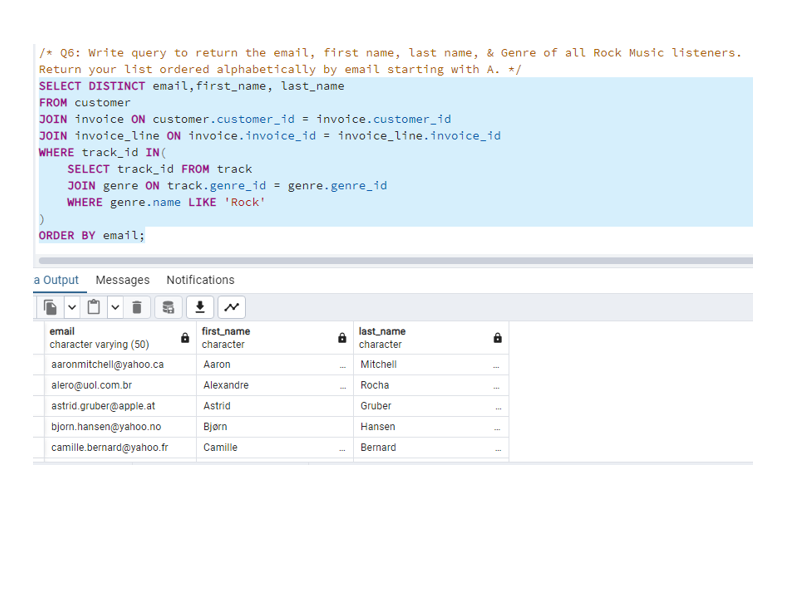 /* Q6: Write query to return the email, first name, last name, & Genre of all Rock Music listeners.
Return your list ordered alphabetically by email starting with A. */
SELECT DISTINCT email,first_name, last_name
FROM customer
JOIN invoice ON customer.customer_id = invoice.customer_id
JOIN invoice_line ON invoice.invoice_id = invoice_line.invoice_id
WHERE track_id IN(
SELECT track_id FROM track
JOIN genre ON track.genre_id = genre.genre_id
WHERE genre.name LIKE 'Rock'
)
ORDER BY email;
a Output Messages Notifications
email first_name last_name
character varying (50) character character
aaronmitchell@yahoo.ca Aaron ... Mitchell ...
alero@uol.com.br Alexandre ... Rocha ...
astrid.gruber@apple.at Astrid Gruber ...
bjorn.hansen@yahoo.no Bjørn Hansen ...
camille.bernard@yahoo.fr Camille ... Bernard ...